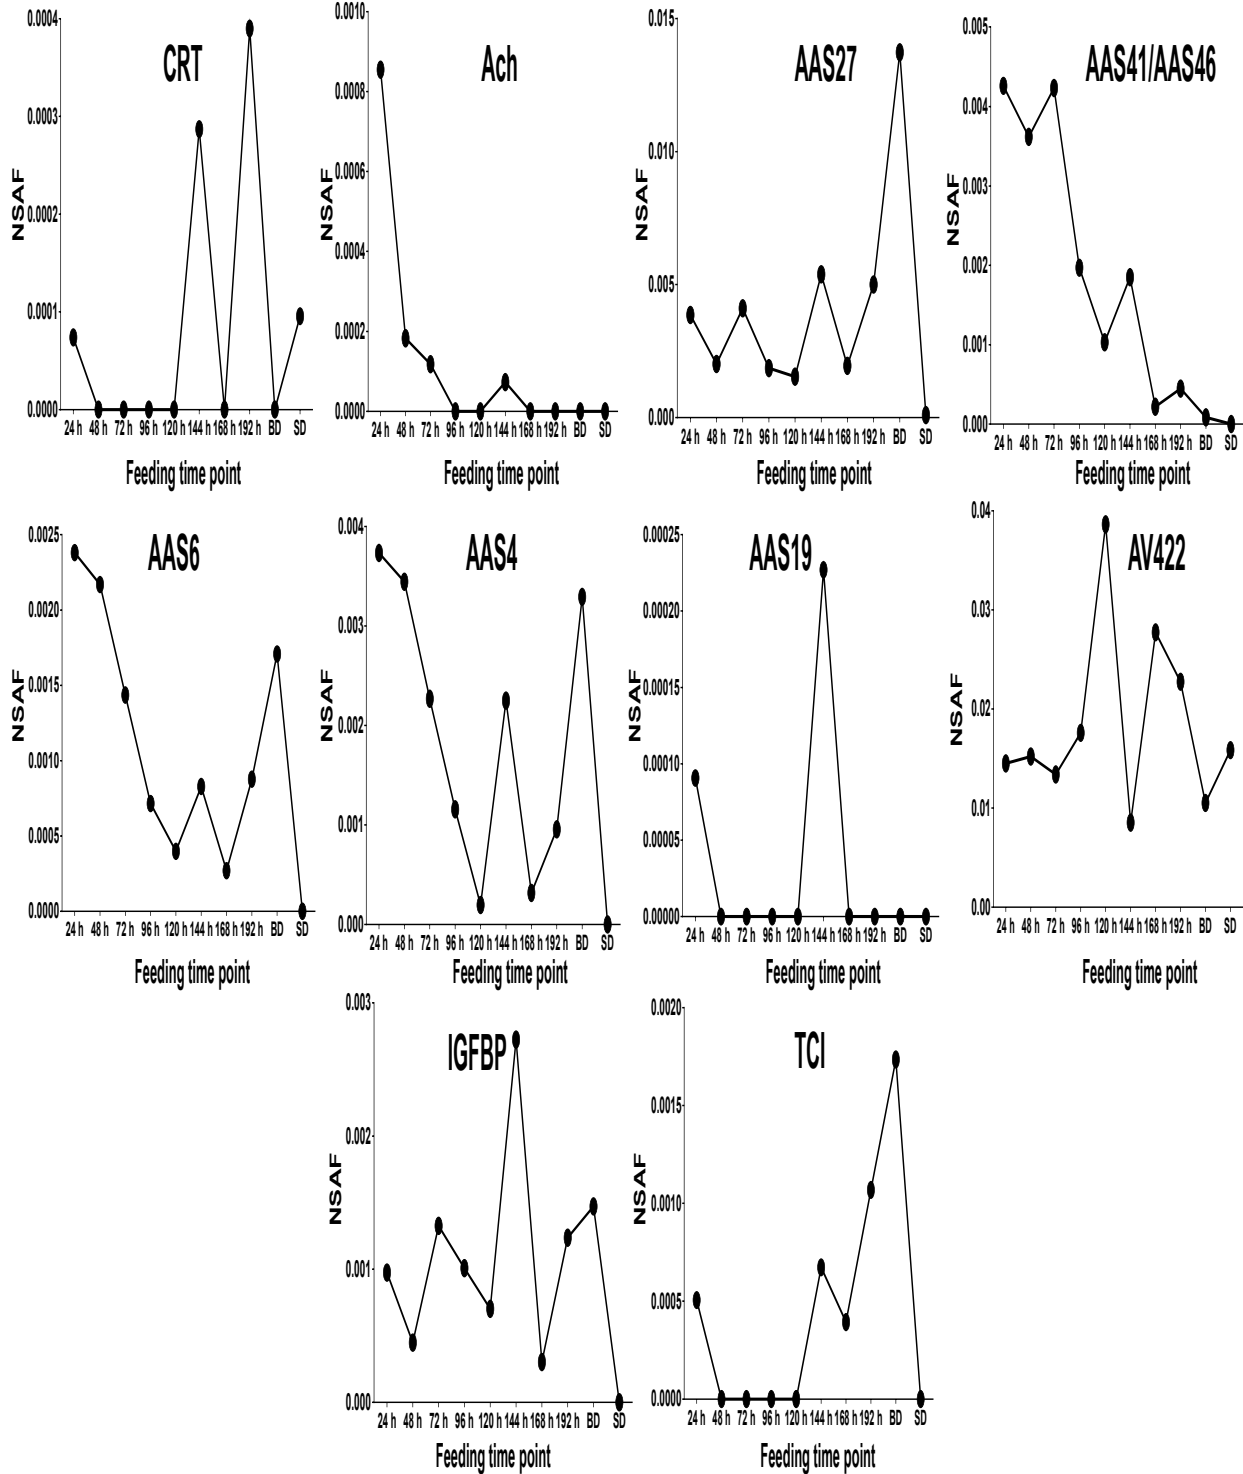 CRT
NSAF
0.0004
0.0003
0.0002
0.0001
0.0000
24 h 48 h 72 h 96 h 120 h 144 h 168 h 192 h BD SD
Feeding time point
Ach
NSAF
0.0010
0.0008
0.0006
0.0004
0.0002
0.0000
24 h 48 h 72 h 96 h 120 h 144 h 168 h 192 h BD SD
Feeding time point
AAS27
NSAF
0.015
0.010
0.005
0.000
24 h 48 h 72 h 96 h 120 h 144 h 168 h 192 h BD SD
Feeding time point
AAS41/AAS46
NSAF
0.005
0.004
0.003
0.002
0.001
0.000
24 h 48 h 72 h 96 h 120 h 144 h 168 h 192 h BD SD
Feeding time point
AAS6
NSAF
0.0025
0.0020
0.0015
0.0010
0.0005
0.0000
24 h 48 h 72 h 96 h 120 h 144 h 168 h 192 h BD SD
Feeding time point
AAS4
NSAF
0.004
0.003
0.002
0.001
0.000
24 h 48 h 72 h 96 h 120 h 144 h 168 h 192 h BD SD
Feeding time point
AAS19
NSAF
0.00025
0.00020
0.00015
0.00010
0.00005
0.00000
24 h 48 h 72 h 96 h 120 h 144 h 168 h 192 h BD SD
Feeding time point
AV422
NSAF
0.04
0.03
0.02
0.01
0.00
24 h 48 h 72 h 96 h 120 h 144 h 168 h 192 h BD SD
Feeding time point
IGFBP
NSAF
0.003
0.002
0.001
0.000
24 h 48 h 72 h 96 h 120 h 144 h 168 h 192 h BD SD
Feeding time point
TCI
NSAF
0.0020
0.0015
0.0010
0.0005
0.0000
24 h 48 h 72 h 96 h 120 h 144 h 168 h 192 h BD SD
Feeding time point